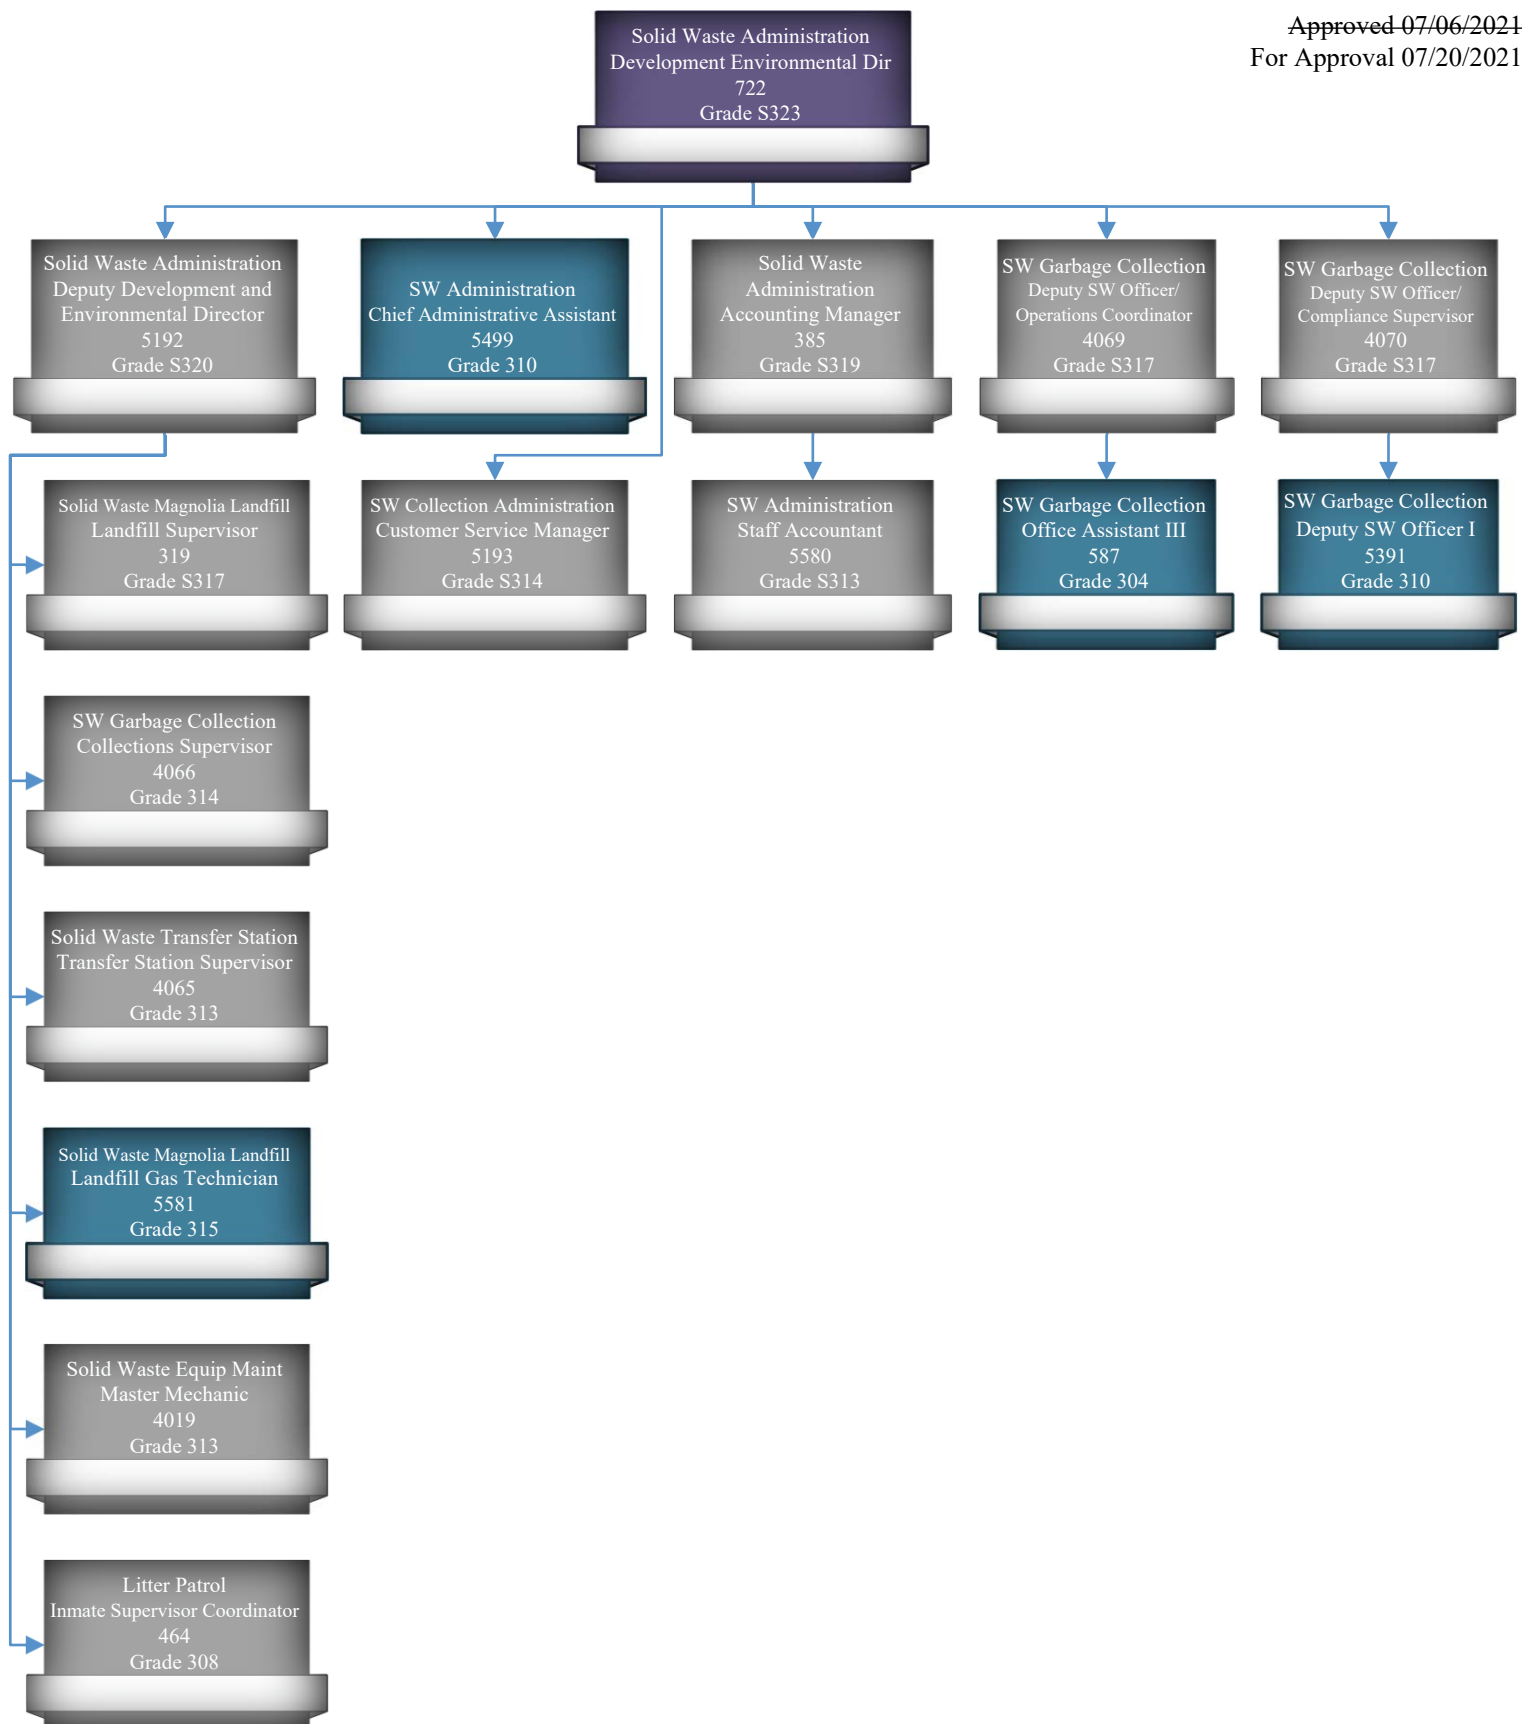 Approved 07/06/2021
For Approval 07/20/2021
Solid Waste Administration
Development Environmental Dir
722
Grade S323
Solid Waste Administration
Deputy Development and
Environmental Director
5192
Grade S320
SW Administration
Chief Administrative Assistant
5499
Grade 310
Solid Waste
Administration
Accounting Manager
385
Grade S319
SW Garbage Collection
Deputy SW Officer/
Operations Coordinator
4069
Grade S317
SW Garbage Collection
Deputy SW Officer/
Compliance Supervisor
4070
Grade S317
Solid Waste Magnolia Landfill
Landfill Supervisor
319
Grade S317
SW Collection Administration
Customer Service Manager
5193
Grade S314
SW Administration
Staff Accountant
5580
Grade S313
SW Garbage Collection
Office Assistant III
587
Grade 304
SW Garbage Collection
Deputy SW Officer I
5391
Grade 310
SW Garbage Collection
Collections Supervisor
4066
Grade 314
Solid Waste Transfer Station
Transfer Station Supervisor
4065
Grade 313
Solid Waste Magnolia Landfill
Landfill Gas Technician
5581
Grade 315
Solid Waste Equip Maint
Master Mechanic
4019
Grade 313
Litter Patrol
Inmate Supervisor Coordinator
464
Grade 308